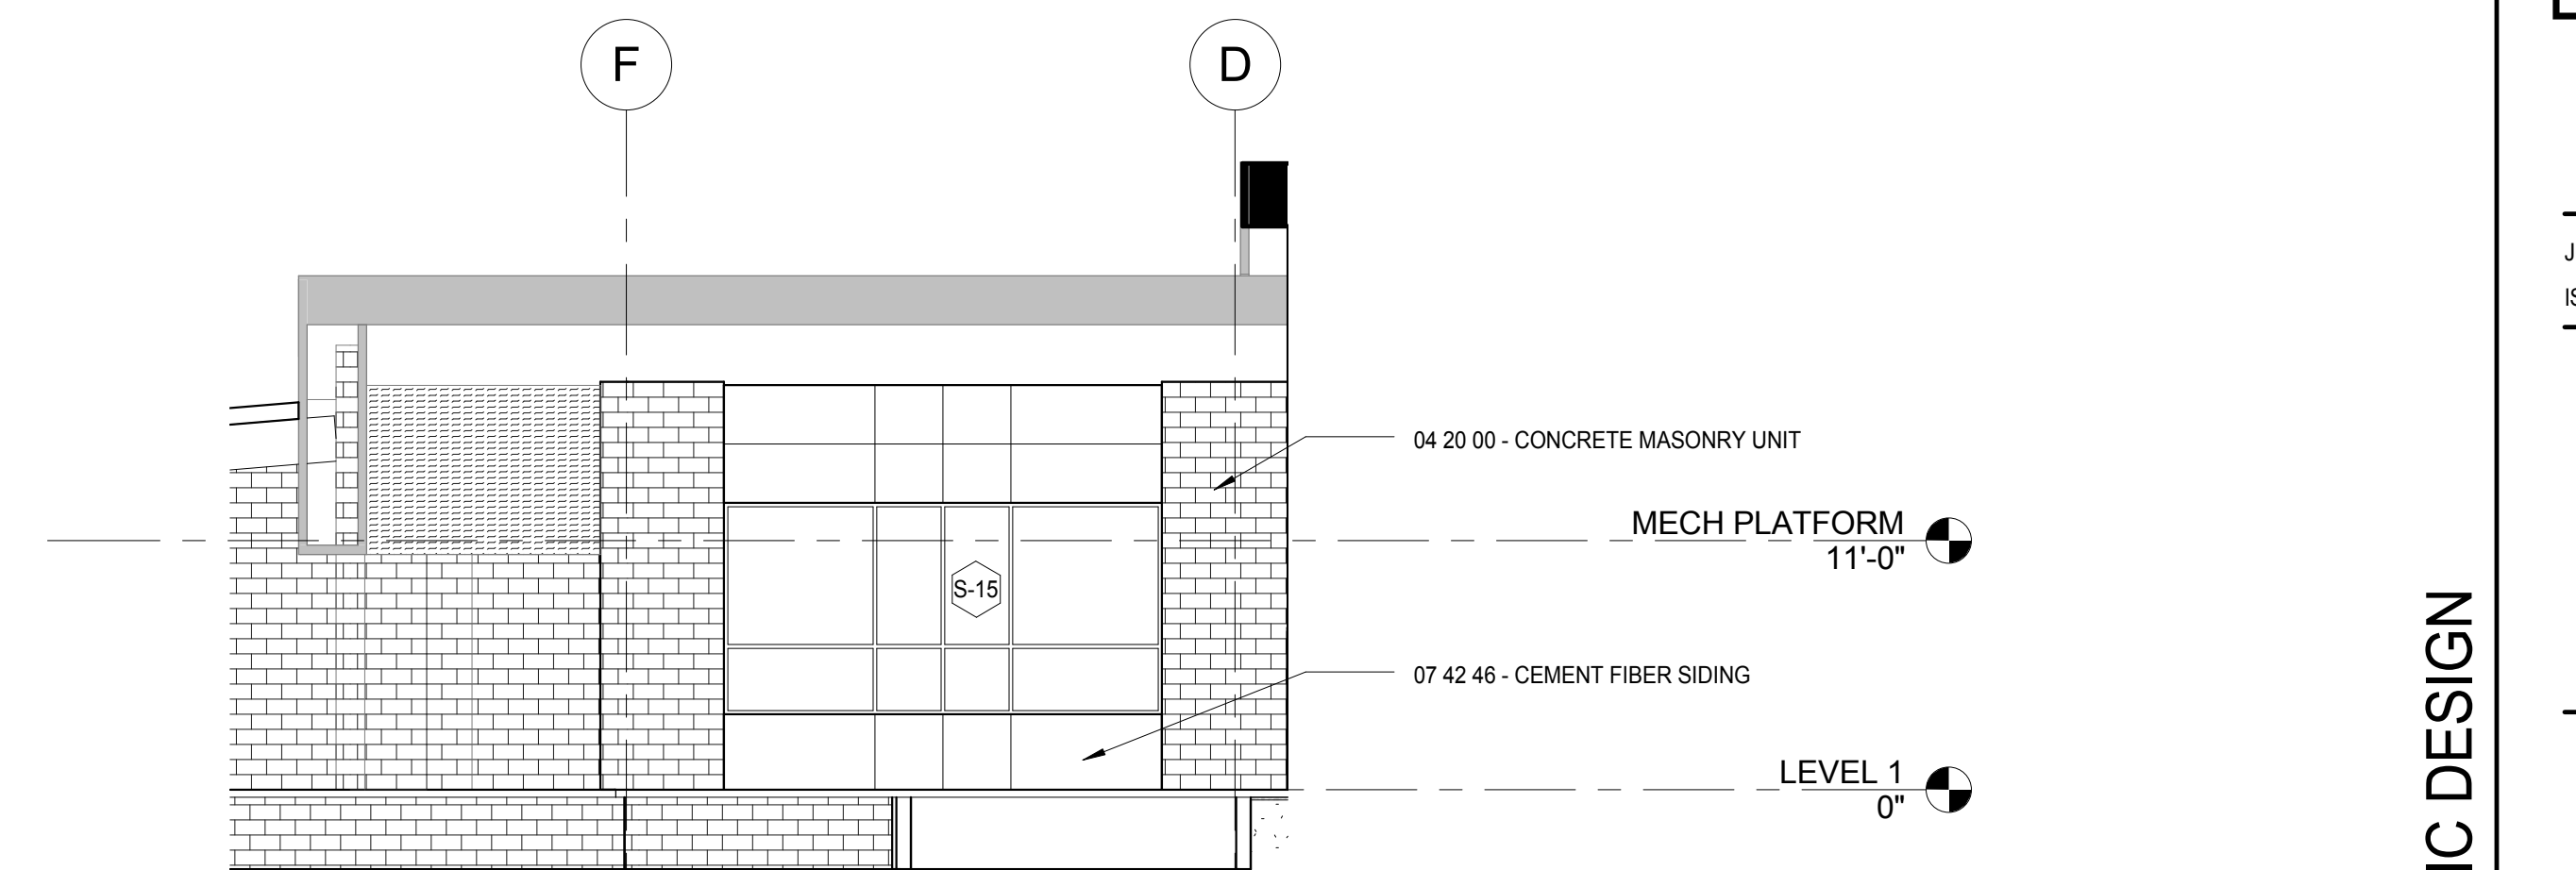 F
D
04 20 00 - CONCRETE MASONRY UNIT
MECH PLATFORM
11'-0"
S-15
07 42 46 - CEMENT FIBER SIDING
LEVEL 1
0"
IC DESIGN